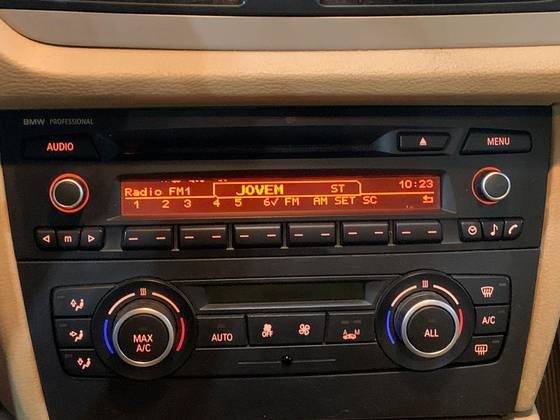 BMW PROFESSIONAL
AUDIO
MENU
Radio FM1 JOVEM ST 10:23
1 2 3 4 5 6✓ FM AM SET SC
m
MAX A/C
AUTO
ALL
A/C